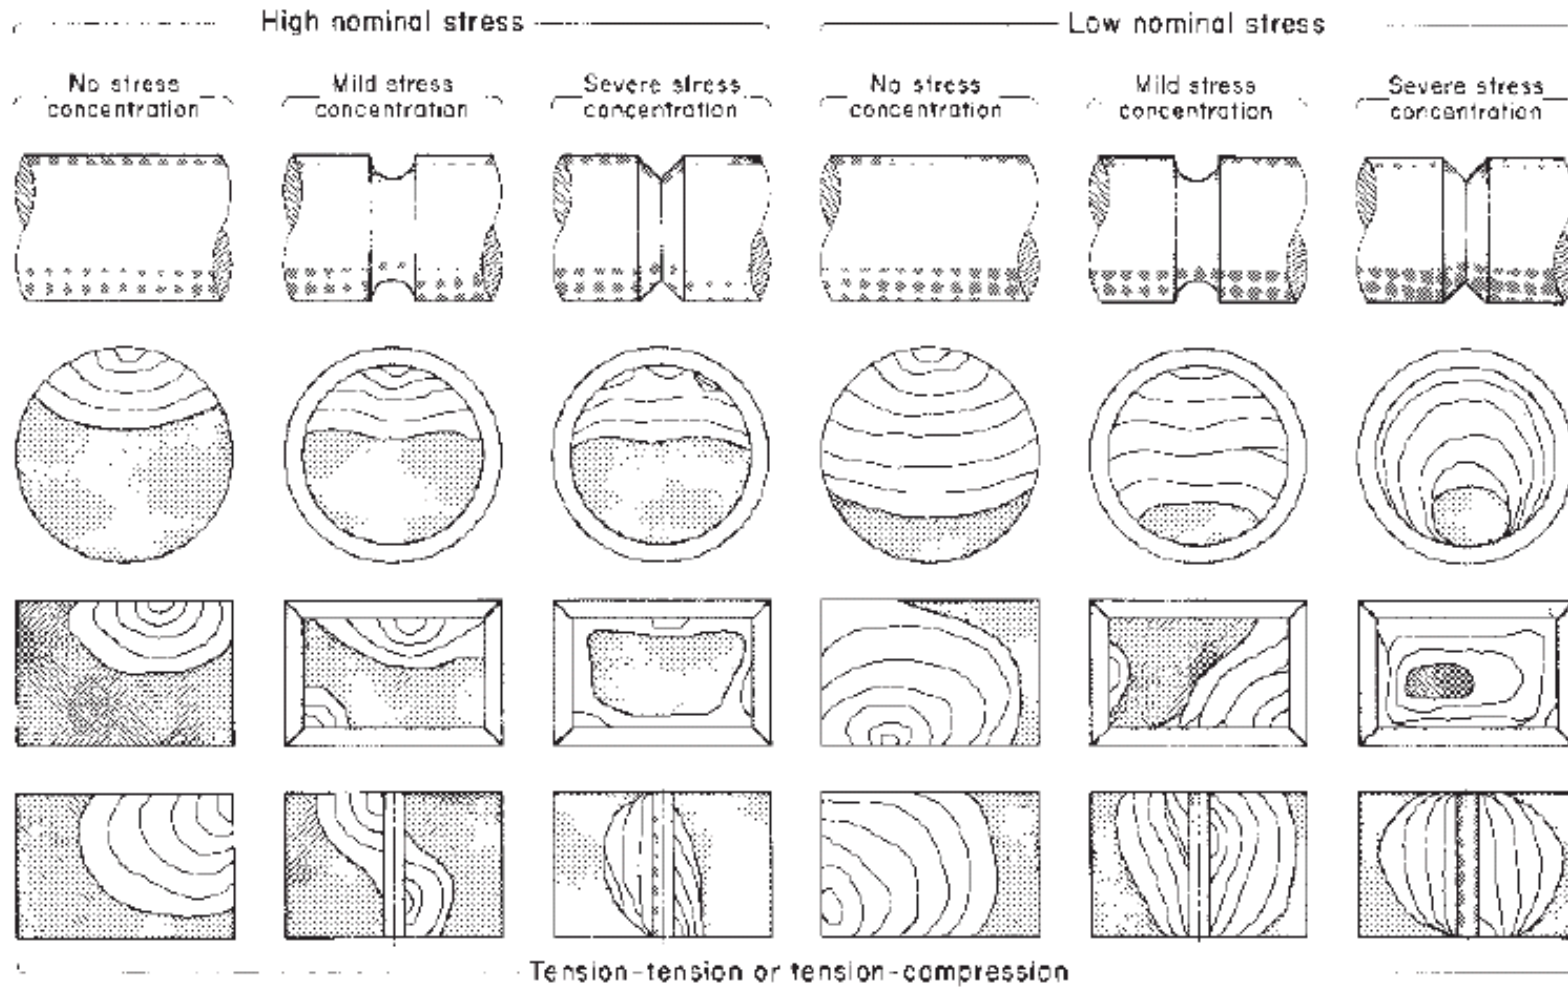 High nominal stress
Low nominal stress
No stress
concentration
Mild stress
concentration
Severe stress
concentration
No stress
concentration
Mild stress
concentration
Severe stress
concentration
Tension-tension or tension-compression